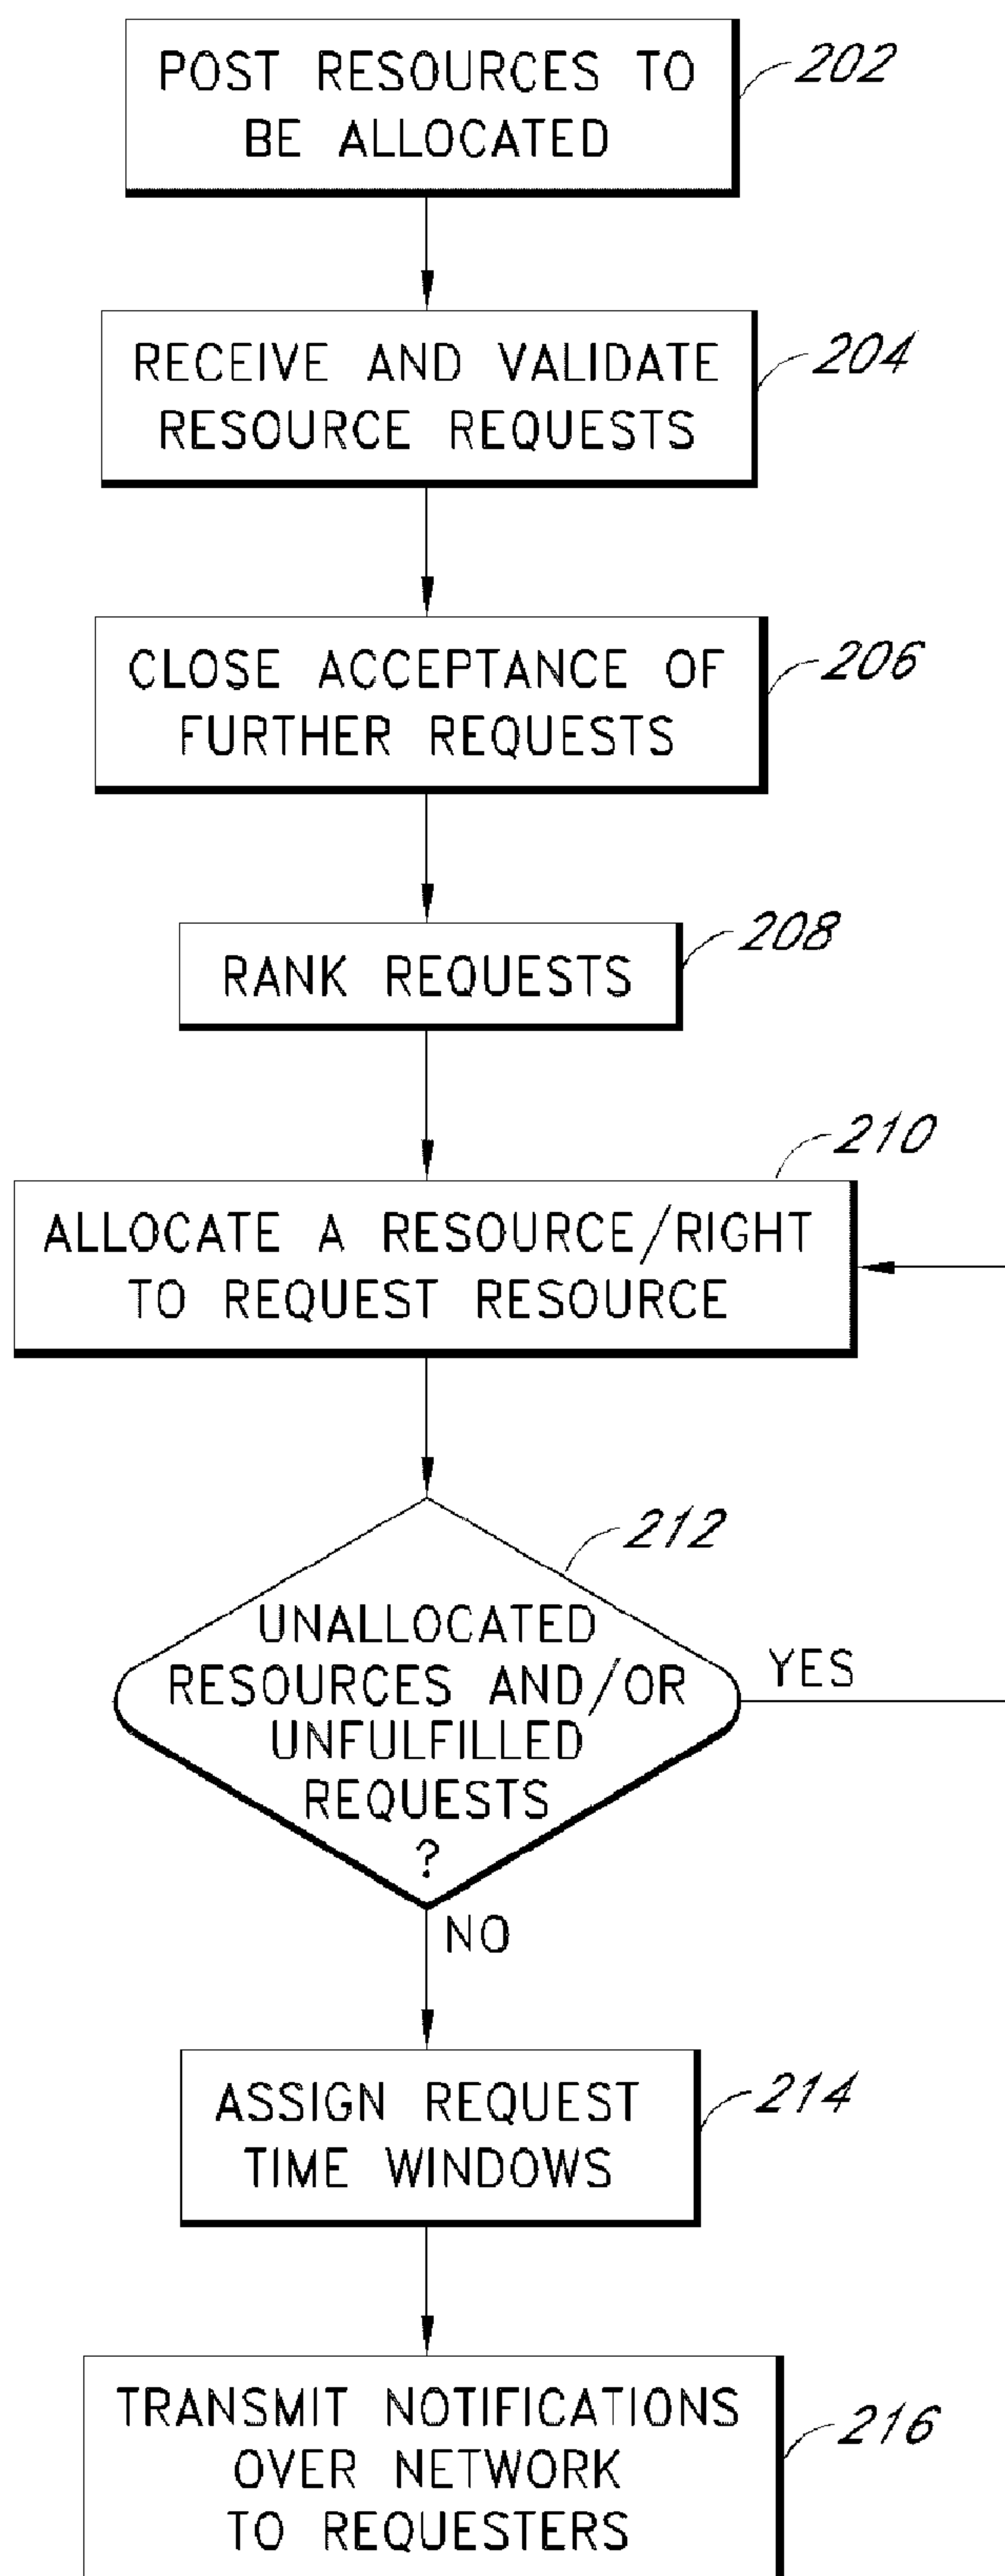 POST RESOURCES TO
BE ALLOCATED
202
RECEIVE AND VALIDATE
RESOURCE REQUESTS
204
CLOSE ACCEPTANCE OF
FURTHER REQUESTS
206
RANK REQUESTS
208
210
ALLOCATE A RESOURCE/RIGHT
TO REQUEST RESOURCE
212
UNALLOCATED
RESOURCES AND/OR
UNFULFILLED
REQUESTS
?
YES
NO
ASSIGN REQUEST
TIME WINDOWS
214
TRANSMIT NOTIFICATIONS
OVER NETWORK
TO REQUESTERS
216